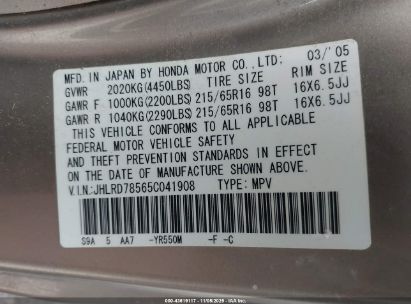 MFD. IN JAPAN BY HONDA MOTOR CO., LTD; 03/'05
GVWR 2020KG(4450LBS) TIRE SIZE RIM SIZE
GAWR F 1000KG(2200LBS) 215/65R16 98T 16X6.5JJ
GAWR R 1040KG(2290LBS) 215/65R16 98T 16X6.5JJ
THIS VEHICLE CONFORMS TO ALL APPLICABLE
FEDERAL MOTOR VEHICLE SAFETY
AND THEFT PREVENTION STANDARDS IN EFFECT
ON THE DATE OF MANUFACTURE SHOWN ABOVE.
V.I.N.:JHLRD78565C041908 TYPE: MPV
S9A 5 AA7 -YR550M -F -C